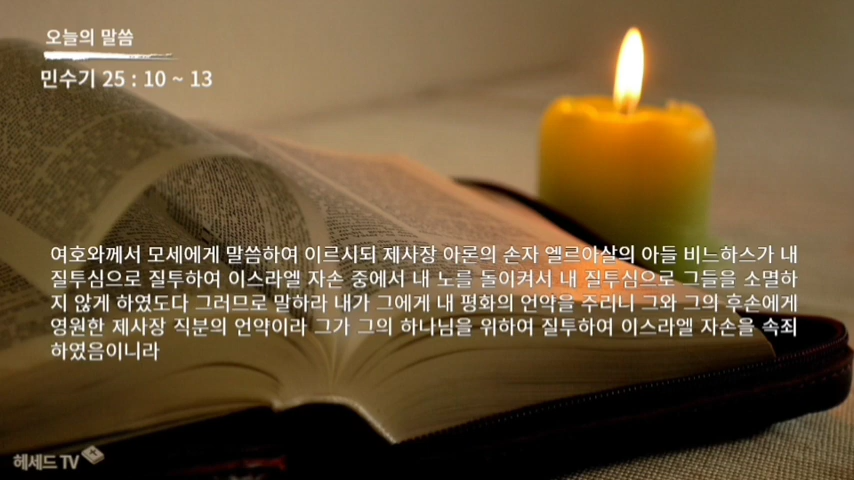 오늘의 말씀
민수기 25 : 10 ~ 13
여호와께서 모세에게 말씀하여 이르시되 제사장 아론의 손자 엘르아살의 아들 비느하스가 내
질투심으로 질투하여 이스라엘 자손 중에서 내 노를 돌이켜서 내 질투심으로 그들을 소멸하
지 않게 하였도다 그러므로 말하라 내가 그에게 내 평화의 언약을 주리니 그와 그의 후손에게
영원한 제사장 직분의 언약이라 그가 그의 하나님을 위하여 질투하여 이스라엘 자손을 속죄
하였음이니라
헤세드 TV